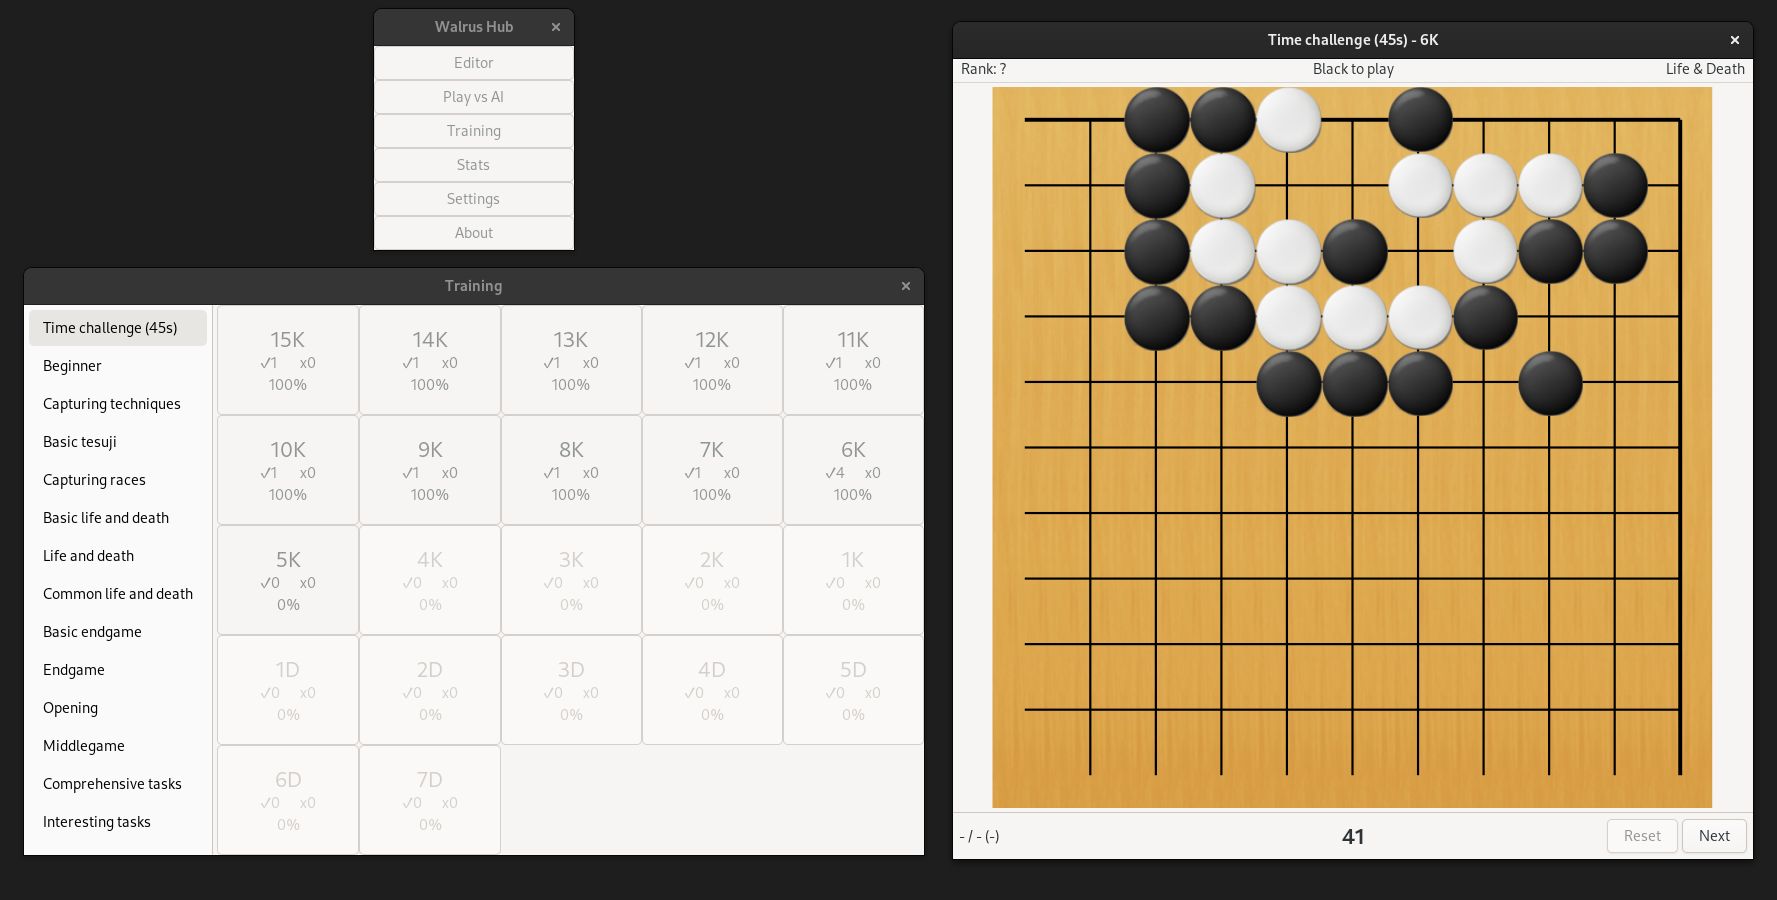 Walrus Hub
Editor
Play vs AI
Training
Stats
Settings
About
Training
Time challenge (45s)
Beginner
Capturing techniques
Basic tesuji
Capturing races
Basic life and death
Life and death
Common life and death
Basic endgame
Endgame
Opening
Middlegame
Comprehensive tasks
Interesting tasks
15K 14K 13K 12K 11K
✓1 x0 ✓1 x0 ✓1 x0 ✓1 x0 ✓1 x0
100% 100% 100% 100% 100%
10K 9K 8K 7K 6K
✓1 x0 ✓1 x0 ✓1 x0 ✓1 x0 ✓4 x0
100% 100% 100% 100% 100%
5K 4K 3K 2K 1K
✓0 x0 ✓0 x0 ✓0 x0 ✓0 x0 ✓0 x0
0% 0% 0% 0% 0%
1D 2D 3D 4D 5D
✓0 x0 ✓0 x0 ✓0 x0 ✓0 x0 ✓0 x0
0% 0% 0% 0% 0%
6D 7D
✓0 x0 ✓0 x0
0% 0%
Time challenge (45s) - 6K
Rank: ? Black to play Life & Death
- / - (-) 41 Reset Next